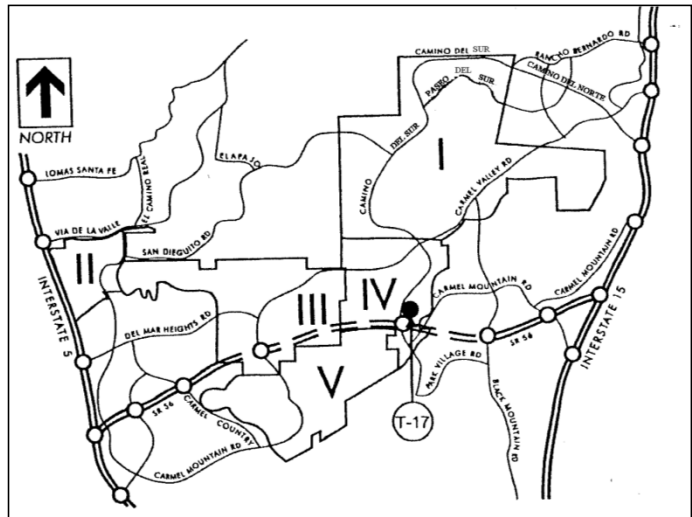 NORTH
CAMINO DEL SUR
RANCHO BERNARDO RD
PASEO DEL SUR
CAMINO DEL NORTE
LOMAS SANTA FE
EL CAMINO REAL
EL APAJO
CAMINO DEL SUR
I
CARMEL VALLEY RD
VIA DE LA VALLE
SAN DIEGUITO RD
II
INTERSTATE 5
III
IV
CARMEL MOUNTAIN RD
CARMEL MOUNTAIN RD
INTERSTATE 15
DEL MAR HEIGHTS RD
SR 56
V
PARK VILLAGE RD
BLACK MOUNTAIN RD
SR 56
CARMEL COUNTRY
T-17
CARMEL MOUNTAIN RD